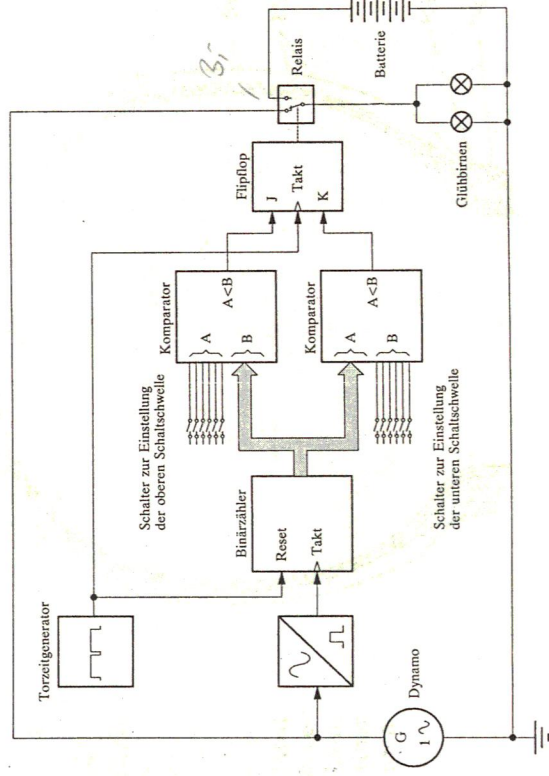 Torzeitgenerator
Dynamo
G
1
Binärzähler
Reset
Takt
Schalter zur Einstellung
der oberen Schaltschwelle
Schalter zur Einstellung
der unteren Schaltschwelle
Komparator
A
B
A<B
Komparator
A
B
A<B
Flipflop
J
Takt
K
Relais
Batterie
Glühbirnen